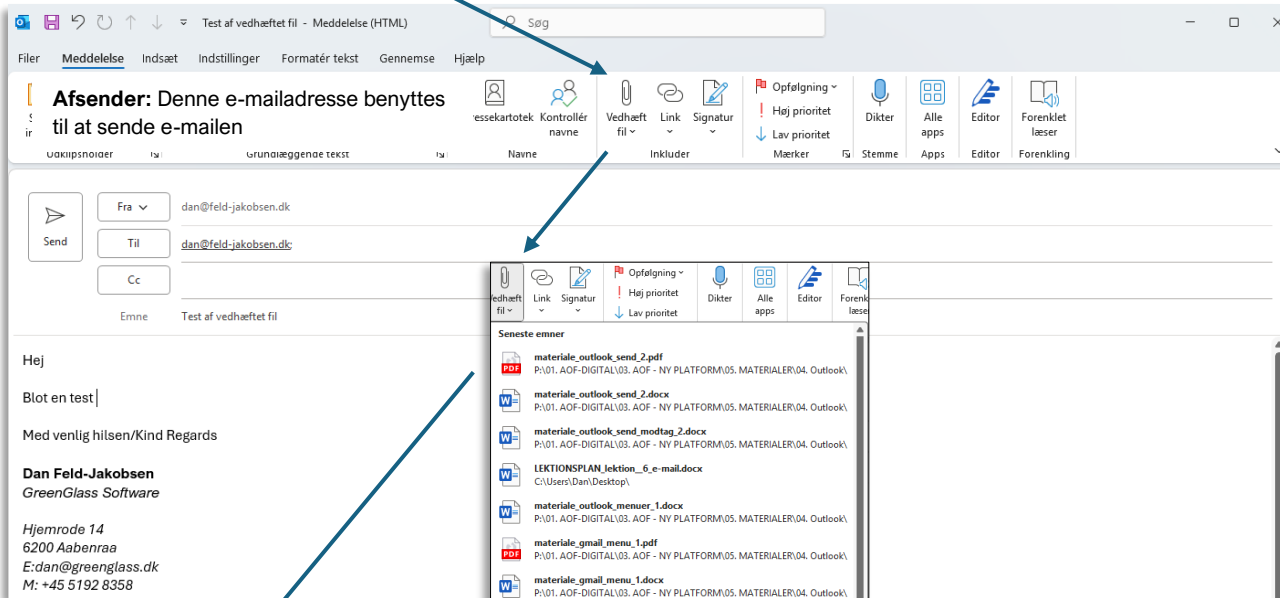 Test af vedhæftet fil - Meddelelse (HTML)
Søg
Filer Meddelelse Indsæt Indstillinger Formatér tekst Gennemse Hjælp
Afsender: Denne e-mailadresse benyttes
til at sende e-mailen
Kontrollér
navne
Vedhæft
fil
Link
Signatur
Opfølgning
Høj prioritet
Lav prioritet
Dikter
Alle
apps
Editor
Forenklet
læser
Udklipsholder Grundlæggende tekst Navne Inkluder Mærker Stemme Apps Editor Forenkling
Send
Fra dan@feld-jakobsen.dk
Til dan@feld-jakobsen.dk;
Cc
Emne Test af vedhæftet fil
Hej
Blot en test
Med venlig hilsen/Kind Regards
Dan Feld-Jakobsen
GreenGlass Software
Hjemrode 14
6200 Aabenraa
E:dan@greenglass.dk
M: +45 5192 8358
Vedhæft
fil
Link
Signatur
Opfølgning
Høj prioritet
Lav prioritet
Dikter
Alle
apps
Editor
Seneste emner
materiale_outlook_send_2.pdf
P:\01. AOF-DIGITAL\03. AOF - NY PLATFORM\05. MATERIALER\04. Outlook\
materiale_outlook_send_2.docx
P:\01. AOF-DIGITAL\03. AOF - NY PLATFORM\05. MATERIALER\04. Outlook\
materiale_outlook_send_modtag_2.docx
P:\01. AOF-DIGITAL\03. AOF - NY PLATFORM\05. MATERIALER\04. Outlook\
LEKTIONSPLAN_lektion__6_e-mail.docx
C:\Users\Dan\Desktop\
materiale_outlook_menuer_1.docx
P:\01. AOF-DIGITAL\03. AOF - NY PLATFORM\05. MATERIALER\04. Outlook\
materiale_gmail_menu_1.pdf
P:\01. AOF-DIGITAL\03. AOF - NY PLATFORM\05. MATERIALER\04. Outlook\
materiale_gmail_menu_1.docx
P:\01. AOF-DIGITAL\03. AOF - NY PLATFORM\05. MATERIALER\04. Outlook\